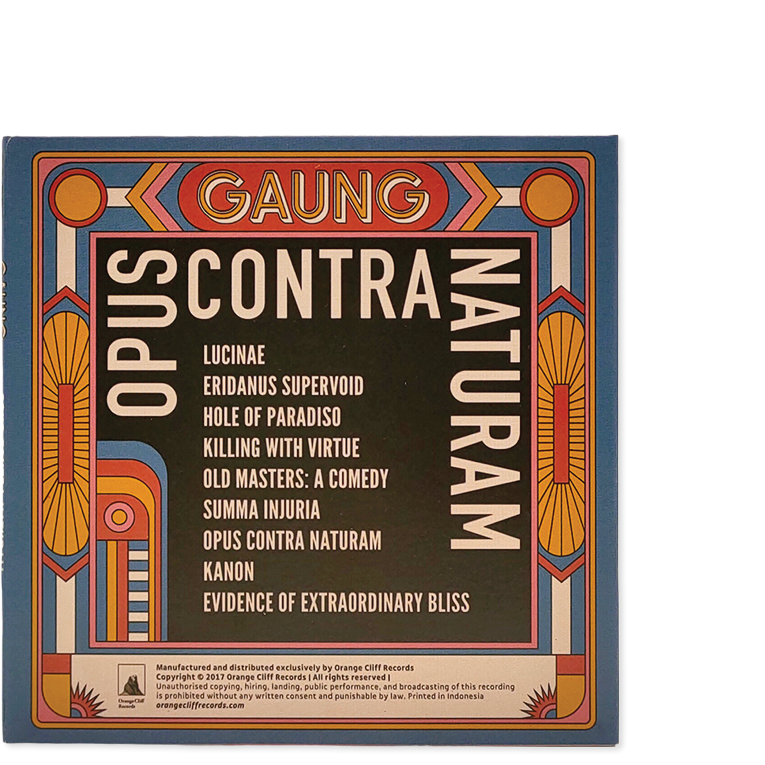 GAUNG
OPUS
CONTRA
NATURAM
LUCINAE
ERIDANUS SUPERVOID
HOLE OF PARADISO
KILLING WITH VIRTUE
OLD MASTERS: A COMEDY
SUMMA INJURIA
OPUS CONTRA NATURAM
KANON
EVIDENCE OF EXTRAORDINARY BLISS
Orange Cliff
Records
Manufactured and distributed exclusively by Orange Cliff Records
Copyright © 2017 Orange Cliff Records | All rights reserved |
Unauthorised copying, hiring, landing, public performance, and broadcasting of this recording
is prohibited without any written consent and punishable by law. Printed in Indonesia
orangecliffrecords.com